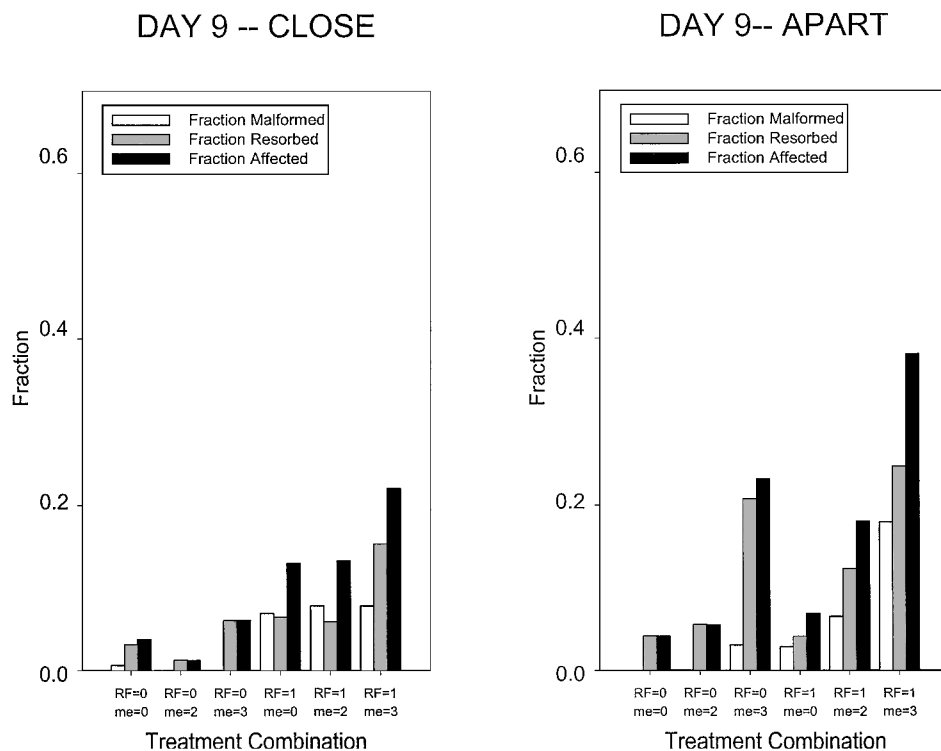 DAY 9 -- CLOSE
Fraction Malformed
Fraction Resorbed
Fraction Affected
0.6
0.4
0.2
0.0
Fraction
RF=0 RF=0 RF=0 RF=1 RF=1 RF=1
me=0 me=2 me=3 me=0 me=2 me=3
Treatment Combination
DAY 9-- APART
Fraction Malformed
Fraction Resorbed
Fraction Affected
0.6
0.4
0.2
0.0
Fraction
RF=0 RF=0 RF=0 RF=1 RF=1 RF=1
me=0 me=2 me=3 me=0 me=2 me=3
Treatment Combination